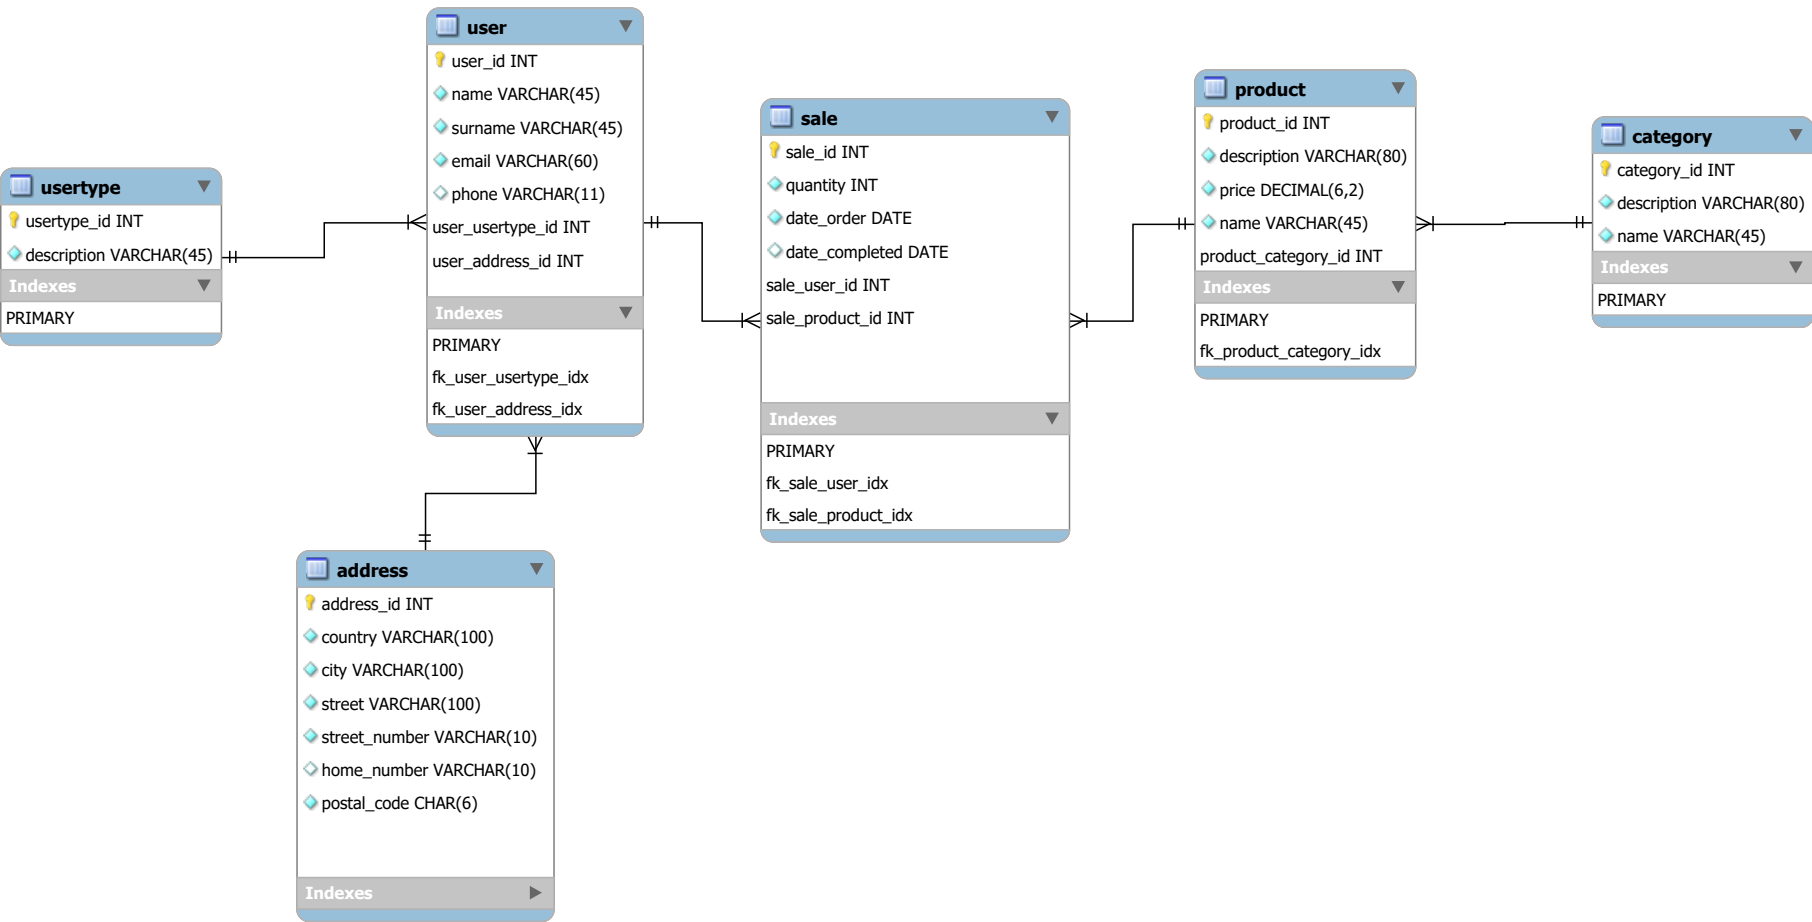 usertype
usertype_id INT
description VARCHAR(45)
Indexes
PRIMARY
user
user_id INT
name VARCHAR(45)
surname VARCHAR(45)
email VARCHAR(60)
phone VARCHAR(11)
user_usertype_id INT
user_address_id INT
Indexes
PRIMARY
fk_user_usertype_idx
fk_user_address_idx
address
address_id INT
country VARCHAR(100)
city VARCHAR(100)
street VARCHAR(100)
street_number VARCHAR(10)
home_number VARCHAR(10)
postal_code CHAR(6)
Indexes
sale
sale_id INT
quantity INT
date_order DATE
date_completed DATE
sale_user_id INT
sale_product_id INT
Indexes
PRIMARY
fk_sale_user_idx
fk_sale_product_idx
product
product_id INT
description VARCHAR(80)
price DECIMAL(6,2)
name VARCHAR(45)
product_category_id INT
Indexes
PRIMARY
fk_product_category_idx
category
category_id INT
description VARCHAR(80)
name VARCHAR(45)
Indexes
PRIMARY